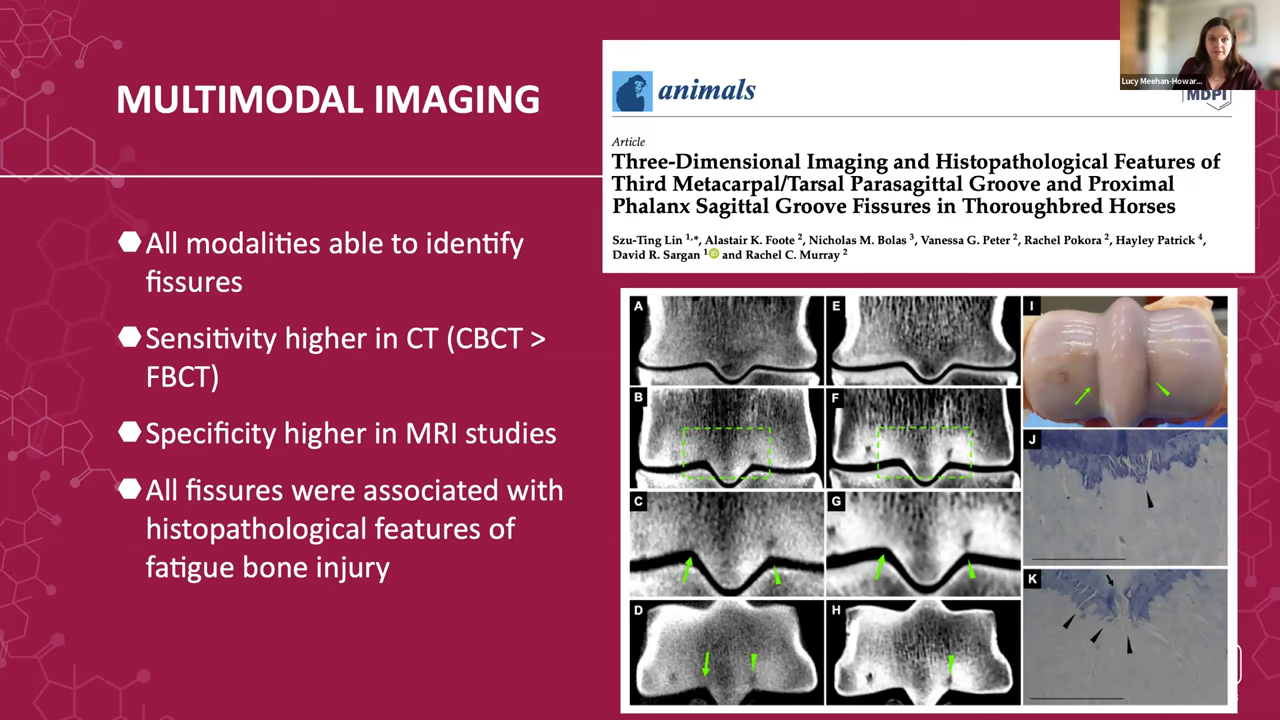 MULTIMODAL IMAGING
All modalities able to identify
fissures
Sensitivity higher in CT (CBCT >
FBCT)
Specificity higher in MRI studies
All fissures were associated with
histopathological features of
fatigue bone injury
animals
MDPI
Article
Three-Dimensional Imaging and Histopathological Features of
Third Metacarpal/Tarsal Parasagittal Groove and Proximal
Phalanx Sagittal Groove Fissures in Thoroughbred Horses
Szu-Ting Lin 1,*, Alastair K. Foote 2, Nicholas M. Bolas 3, Vanessa G. Peter 2, Rachel Pokora 2, Hayley Patrick 4,
David R. Sargan 1 and Rachel C. Murray 2
Lucy Meehan-Howar...
A
E
I
B
F
J
C
G
K
D
H